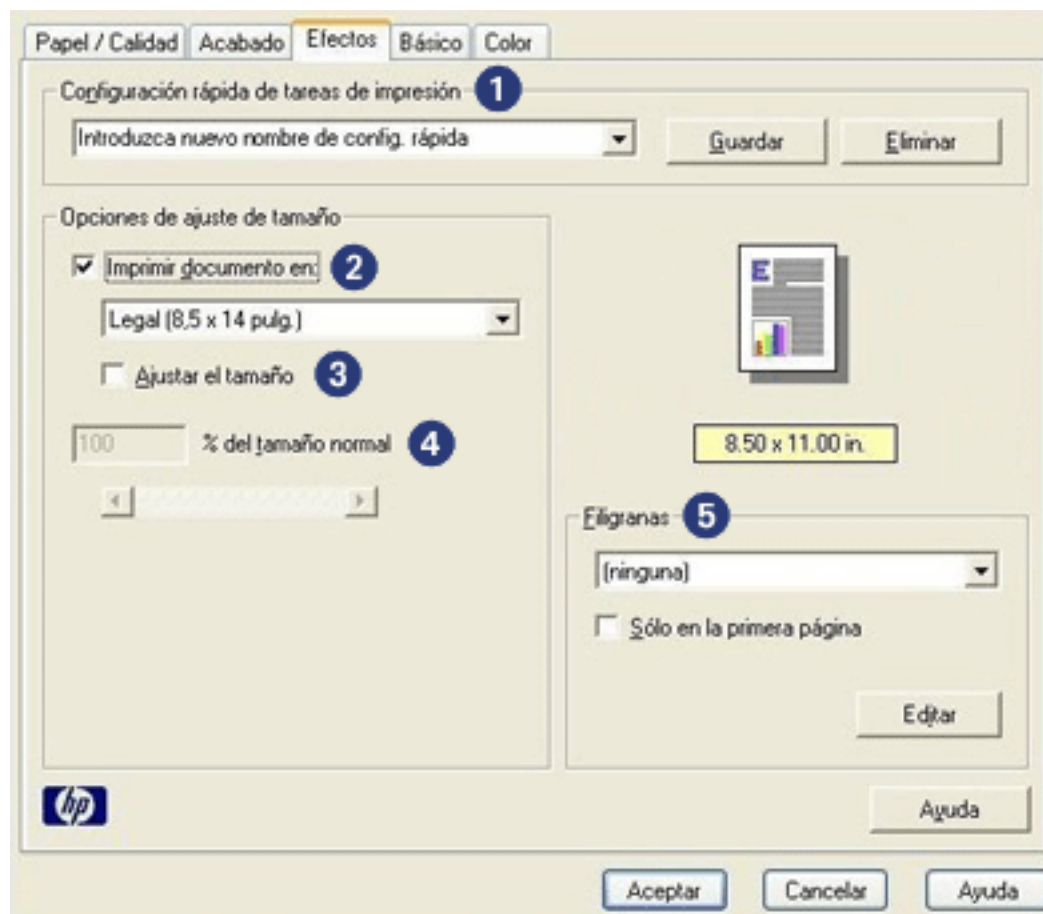 Papel / Calidad Acabado Efectos Básico Color
Configuración rápida de tareas de impresión 1
Introduzca nuevo nombre de config. rápida Guardar Eliminar
Opciones de ajuste de tamaño
Imprimir documento en: 2
Legal (8,5 x 14 pulg.)
Ajustar el tamaño 3
100 % del tamaño normal 4
E
8.50 x 11.00 in.
Filigranas 5
(ninguna)
Sólo en la primera página
Editar
hp
Ayuda
Aceptar Cancelar Ayuda